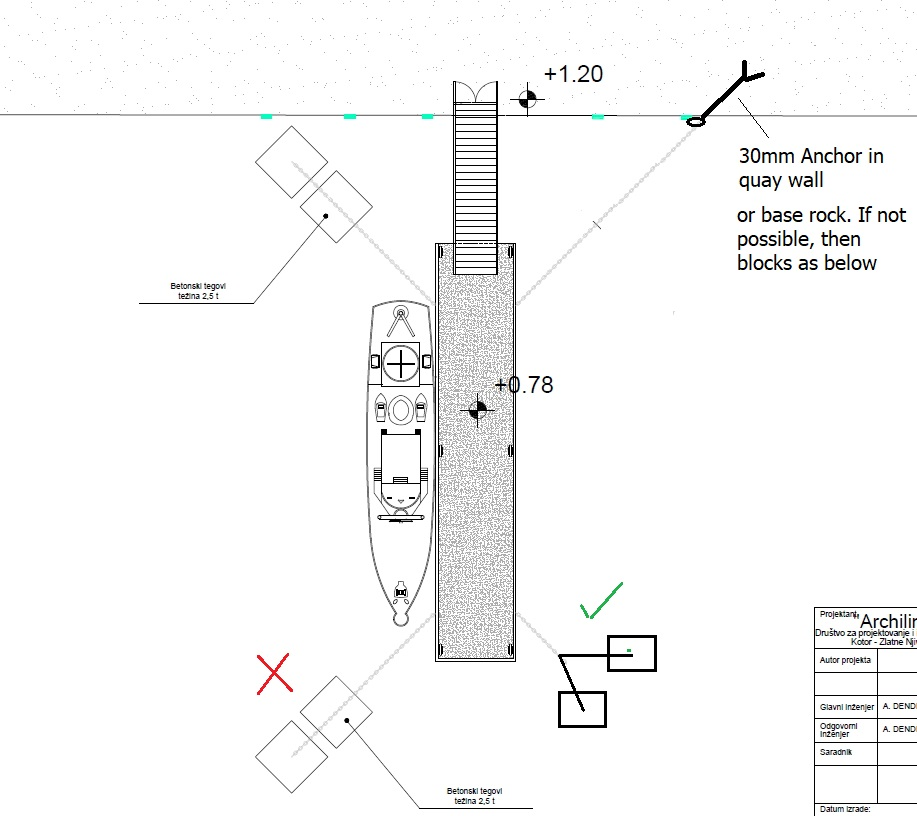 +1.20
30mm Anchor in
quay wall
or base rock. If not
possible, then
blocks as below
Betonski tegovi
težina 2,5 t
+0.78
Projektant:
"Archilin
Društvo za projektovanje i
Kotor - Zlatne Njiv
Autor projekta
Glavni inženjer A. DENDI
Odgovorni
inženjer A. DENDI
Saradnik
Betonski tegovi
težina 2,5 t
Datum izrade: